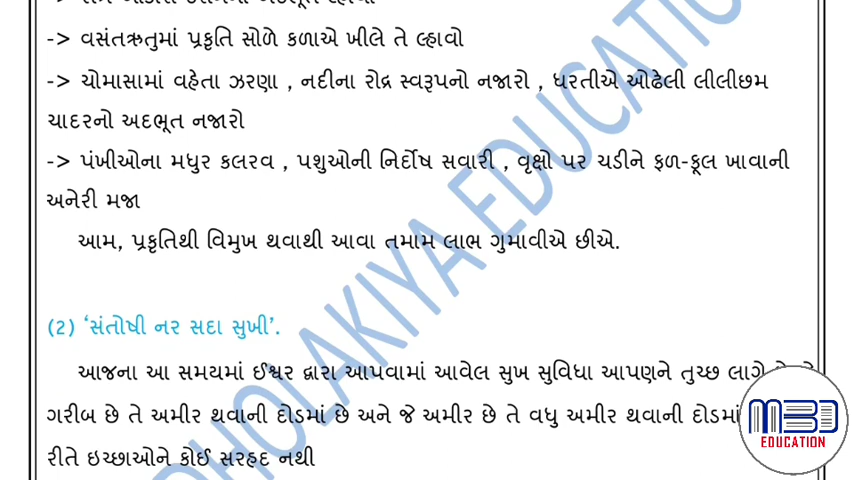 -> વસંતઋતુમાં પ્રકૃતિ સોળે કળાએ ખીલે તે લ્હાવો
-> ચોમાસામાં વહેતા ઝરણા , નદીના રોદ્ર સ્વરૂપનો નજારો , ધરતીએ ઓઢેલી લીલીછમ
ચાદરનો અદભૂત નજારો
-> પંખીઓના મધુર કલરવ , પશુઓની નિર્દોષ સવારી , વૃક્ષો પર ચડીને ફળ-ફૂલ ખાવાની
અનેરી મજા
આમ, પ્રકૃતિથી વિમુખ થવાથી આવા તમામ લાભ ગુમાવીએ છીએ.
(2) ‘સંતોષી નર સદા સુખી’.
આજના આ સમયમાં ઈશ્વર દ્વારા આપવામાં આવેલ સુખ સુવિધા આપણને તુચ્છ લાગે
ગરીબ છે તે અમીર થવાની દોડમાં છે અને જે અમીર છે તે વધુ અમીર થવાની દોડમાં
રીતે ઇચ્છાઓને કોઈ સરહદ નથી
DHOLAKIYA EDUCATION
EDUCATION